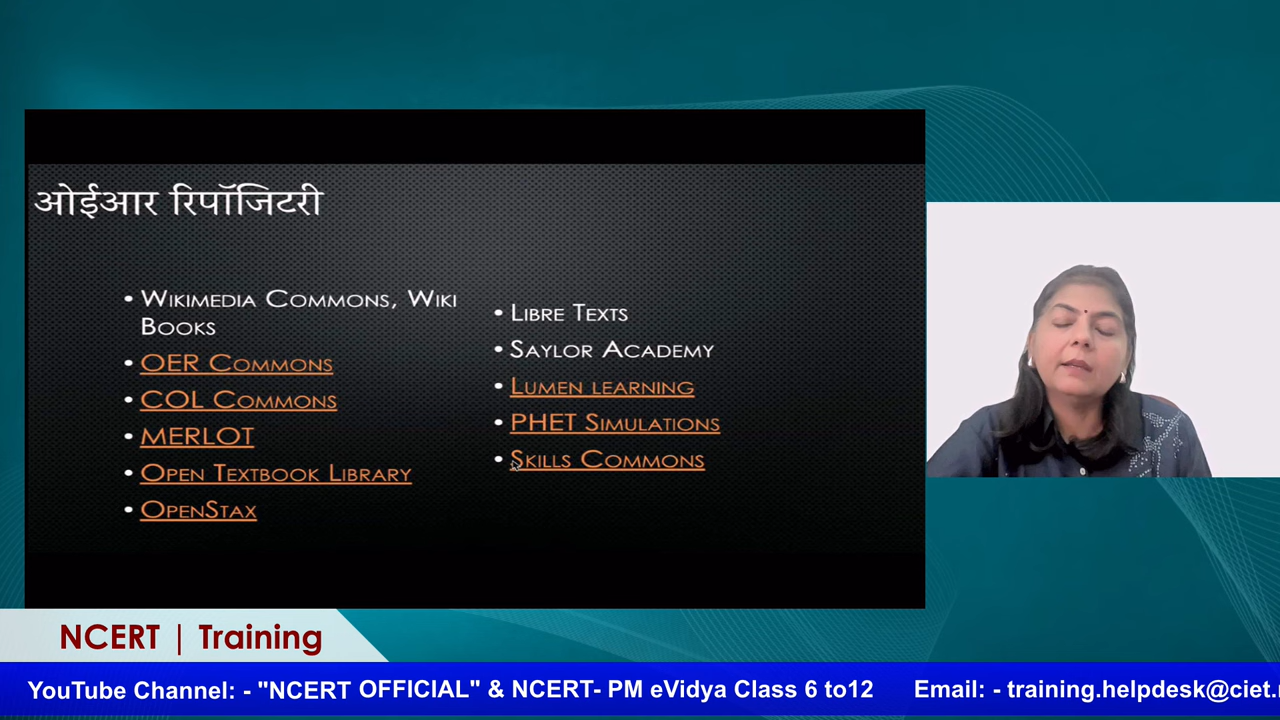 ओईआर रिपॉजिटरी
• Wikimedia Commons, Wiki
Books
• OER Commons
• COL Commons
• MERLOT
• Open Textbook Library
• OpenStax
• Libre Texts
• Saylor Academy
• Lumen learning
• PHET Simulations
• Skills Commons
NCERT | Training
YouTube Channel: - "NCERT OFFICIAL" & NCERT- PM eVidya Class 6 to12 Email: - training.helpdesk@ciet.